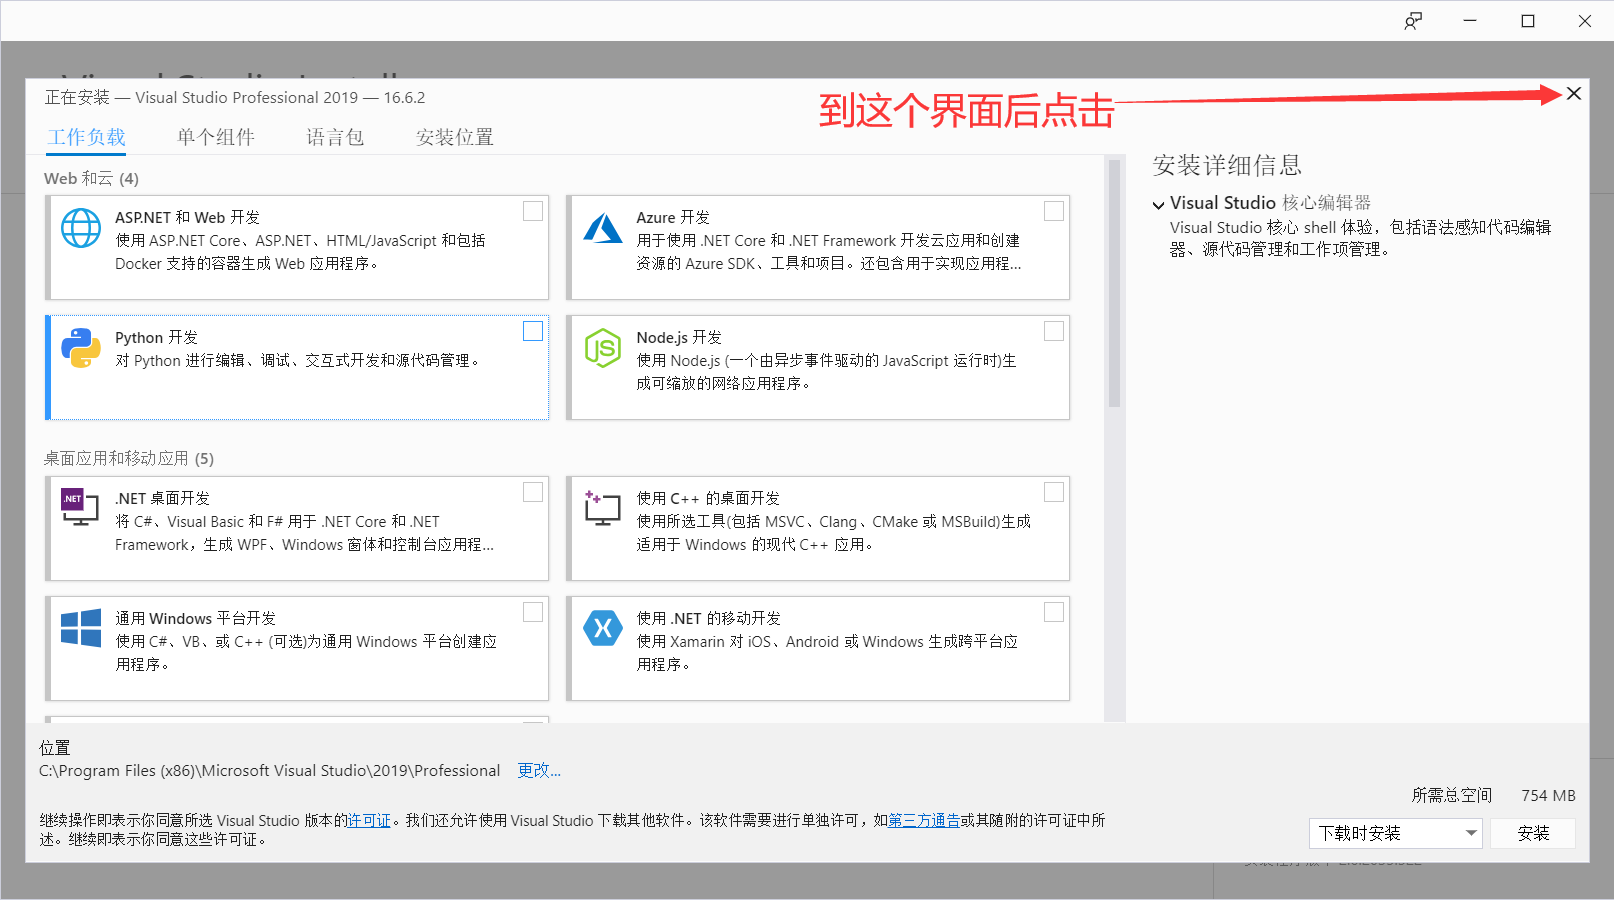 正在安装 — Visual Studio Professional 2019 — 16.6.2
到这个界面后点击
工作负载 单个组件 语言包 安装位置
Web 和云 (4)
ASP.NET 和 Web 开发
使用 ASP.NET Core、ASP.NET、HTML/JavaScript 和包括
Docker 支持的容器生成 Web 应用程序。
Azure 开发
用于使用 .NET Core 和 .NET Framework 开发云应用和创建
资源的 Azure SDK、工具和项目。还包含用于实现应用程...
Python 开发
对 Python 进行编辑、调试、交互式开发和源代码管理。
Node.js 开发
使用 Node.js (一个由异步事件驱动的 JavaScript 运行时)生
成可缩放的网络应用程序。
桌面应用和移动应用 (5)
.NET 桌面开发
将 C#、Visual Basic 和 F# 用于 .NET Core 和 .NET
Framework，生成 WPF、Windows 窗体和控制台应用程...
使用 C++ 的桌面开发
使用所选工具(包括 MSVC、Clang、CMake 或 MSBuild)生成
适用于 Windows 的现代 C++ 应用。
通用 Windows 平台开发
使用 C#、VB、或 C++ (可选)为通用 Windows 平台创建应
用程序。
使用 .NET 的移动开发
使用 Xamarin 对 iOS、Android 或 Windows 生成跨平台应
用程序。
安装详细信息
Visual Studio 核心编辑器
Visual Studio 核心 shell 体验，包括语法感知代码编辑
器、源代码管理和工作项管理。
位置
C:\Program Files (x86)\Microsoft Visual Studio\2019\Professional 更改...
所需总空间 754 MB
继续操作即表示你同意所选 Visual Studio 版本的许可证。我们还允许使用 Visual Studio 下载其他软件。该软件需要进行单独许可，如第三方通告或其随附的许可证中所
述。继续即表示你同意这些许可证。
下载时安装 安装